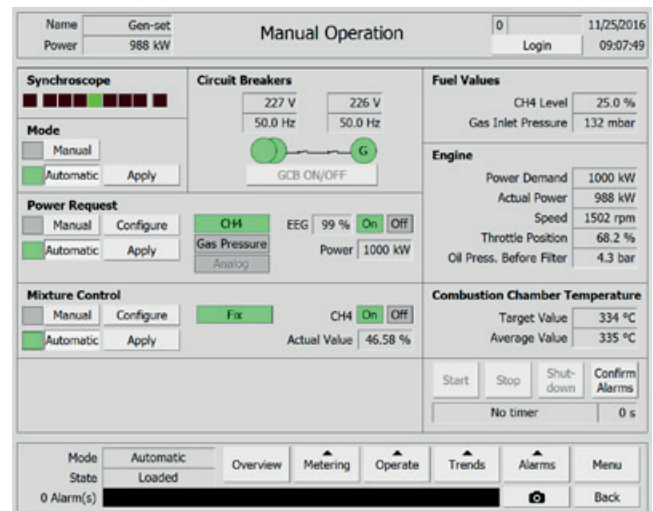 Name Gen-set Manual Operation 0 11/25/2016
Power 988 kW Login 09:07:49
Synchroscope
Mode
Manual
Automatic Apply
Circuit Breakers
227 V 226 V
50.0 Hz 50.0 Hz
G
GCB ON/OFF
Power Request
Manual Configure CH4 EEG 99 % On Off
Automatic Apply Gas Pressure Power 1000 kW
Analog
Mixture Control
Manual Configure Fix CH4 On Off
Automatic Apply Actual Value 46.58 %
Fuel Values
CH4 Level 25.0 %
Gas Inlet Pressure 132 mbar
Engine
Power Demand 1000 kW
Actual Power 988 kW
Speed 1502 rpm
Throttle Position 68.2 %
Oil Press. Before Filter 4.3 bar
Combustion Chamber Temperature
Target Value 334 °C
Average Value 335 °C
Start Stop Shut-down Confirm Alarms
No timer 0 s
Mode Automatic Overview Metering Operate Trends Alarms Menu
State Loaded
0 Alarm(s) Back